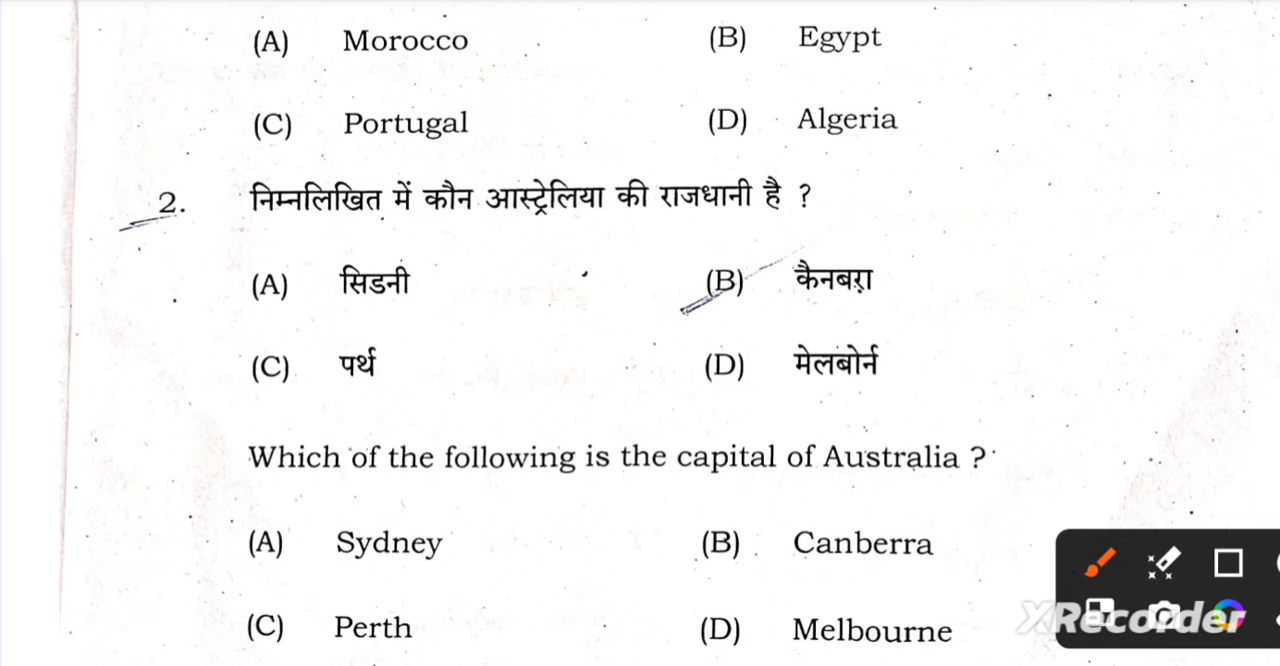 (A) Morocco (B) Egypt
(C) Portugal (D) Algeria
2. निम्नलिखित में कौन आस्ट्रेलिया की राजधानी है ?
(A) सिडनी (B) कैनबरा
(C) पर्थ (D) मेलबोर्न
Which of the following is the capital of Australia ?
(A) Sydney (B) Canberra
(C) Perth (D) Melbourne
XRecorder